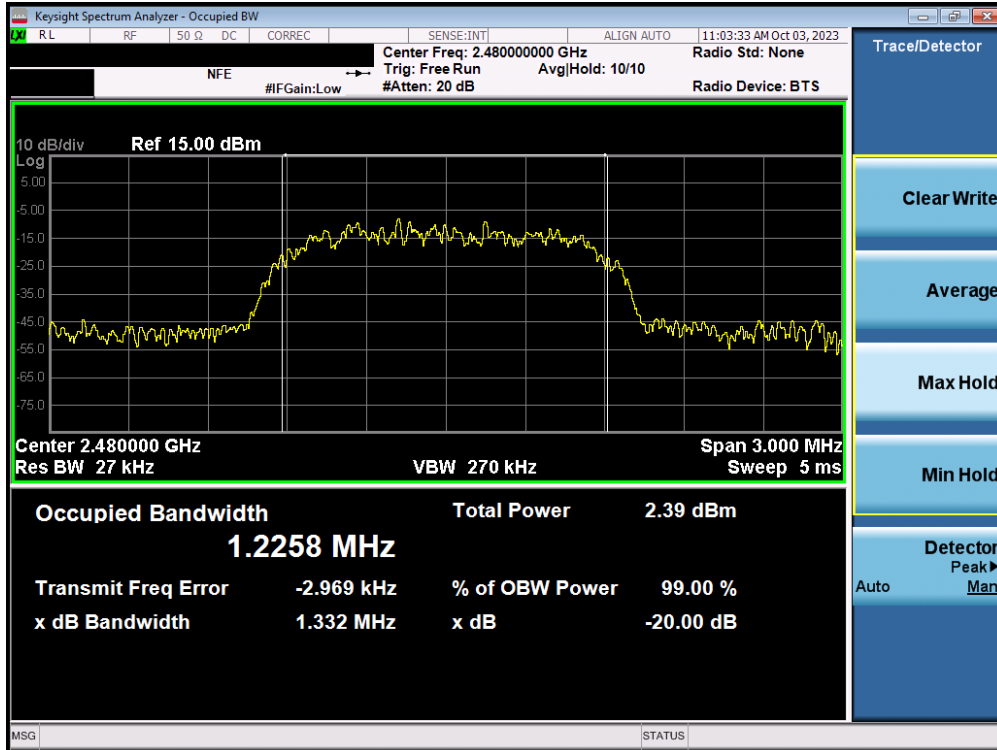 Keysight Spectrum Analyzer - Occupied BW
LXI RL RF 50 Ω DC CORREC SENSE:INT ALIGN AUTO 11:03:33 AM Oct 03, 2023
Center Freq: 2.480000000 GHz Radio Std: None
NFE Trig: Free Run Avg|Hold: 10/10
#IFGain:Low #Atten: 20 dB Radio Device: BTS
Trace/Detector
10 dB/div Ref 15.00 dBm
Log
5.00
-5.00
-15.0
-25.0
-35.0
-45.0
-55.0
-65.0
-75.0
Center 2.480000 GHz Span 3.000 MHz
Res BW 27 kHz VBW 270 kHz Sweep 5 ms
Occupied Bandwidth Total Power 2.39 dBm
1.2258 MHz
Transmit Freq Error -2.969 kHz % of OBW Power 99.00 %
x dB Bandwidth 1.332 MHz x dB -20.00 dB
Clear Write
Average
Max Hold
Min Hold
Detector
Peak▶
Auto Man
MSG STATUS